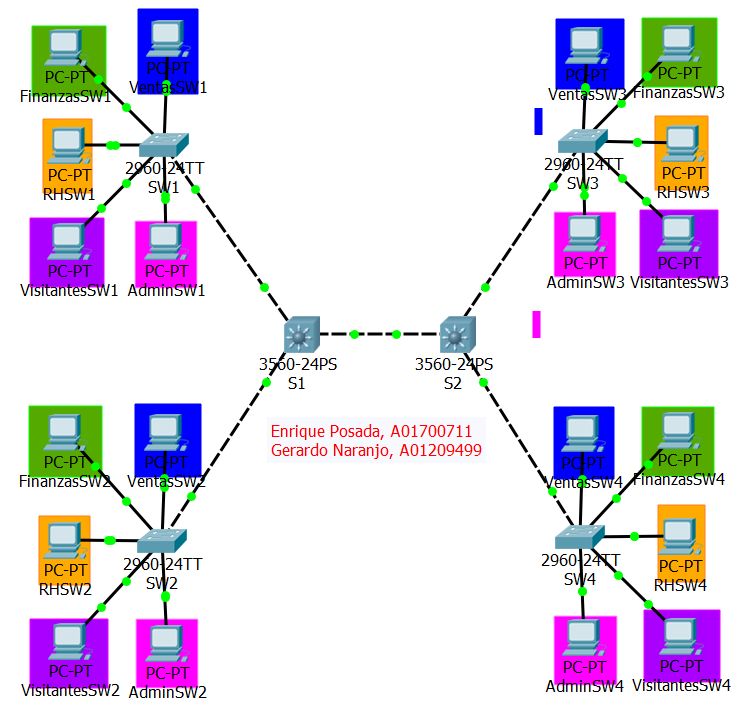 PC-PT
FinanzasSW1
PC-PT
VentasSW1
PC-PT
RHSW1
2960-24TT
SW1
PC-PT
VisitantesSW1
PC-PT
AdminSW1
PC-PT
VentasSW3
PC-PT
FinanzasSW3
2960-24TT
SW3
PC-PT
RHSW3
PC-PT
AdminSW3
PC-PT
VisitantesSW3
3560-24PS
S1
3560-24PS
S2
Enrique Posada, A01700711
Gerardo Naranjo, A01209499
PC-PT
FinanzasSW2
PC-PT
VentasSW2
PC-PT
RHSW2
2960-24TT
SW2
PC-PT
VisitantesSW2
PC-PT
AdminSW2
PC-PT
VentasSW4
PC-PT
FinanzasSW4
2960-24TT
SW4
PC-PT
RHSW4
PC-PT
AdminSW4
PC-PT
VisitantesSW4